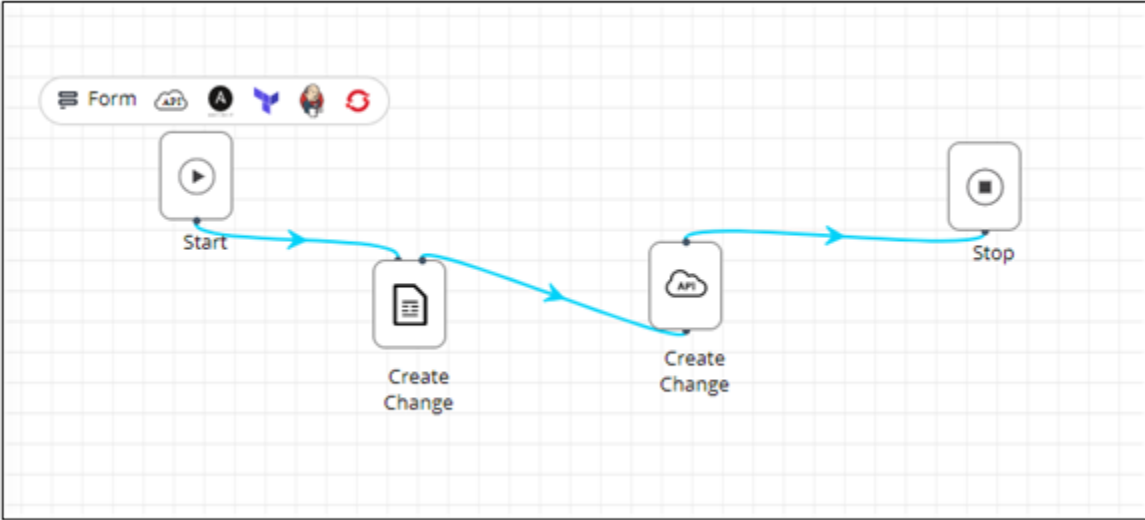 Form API
Start
Stop
API
Create
Change
Create
Change